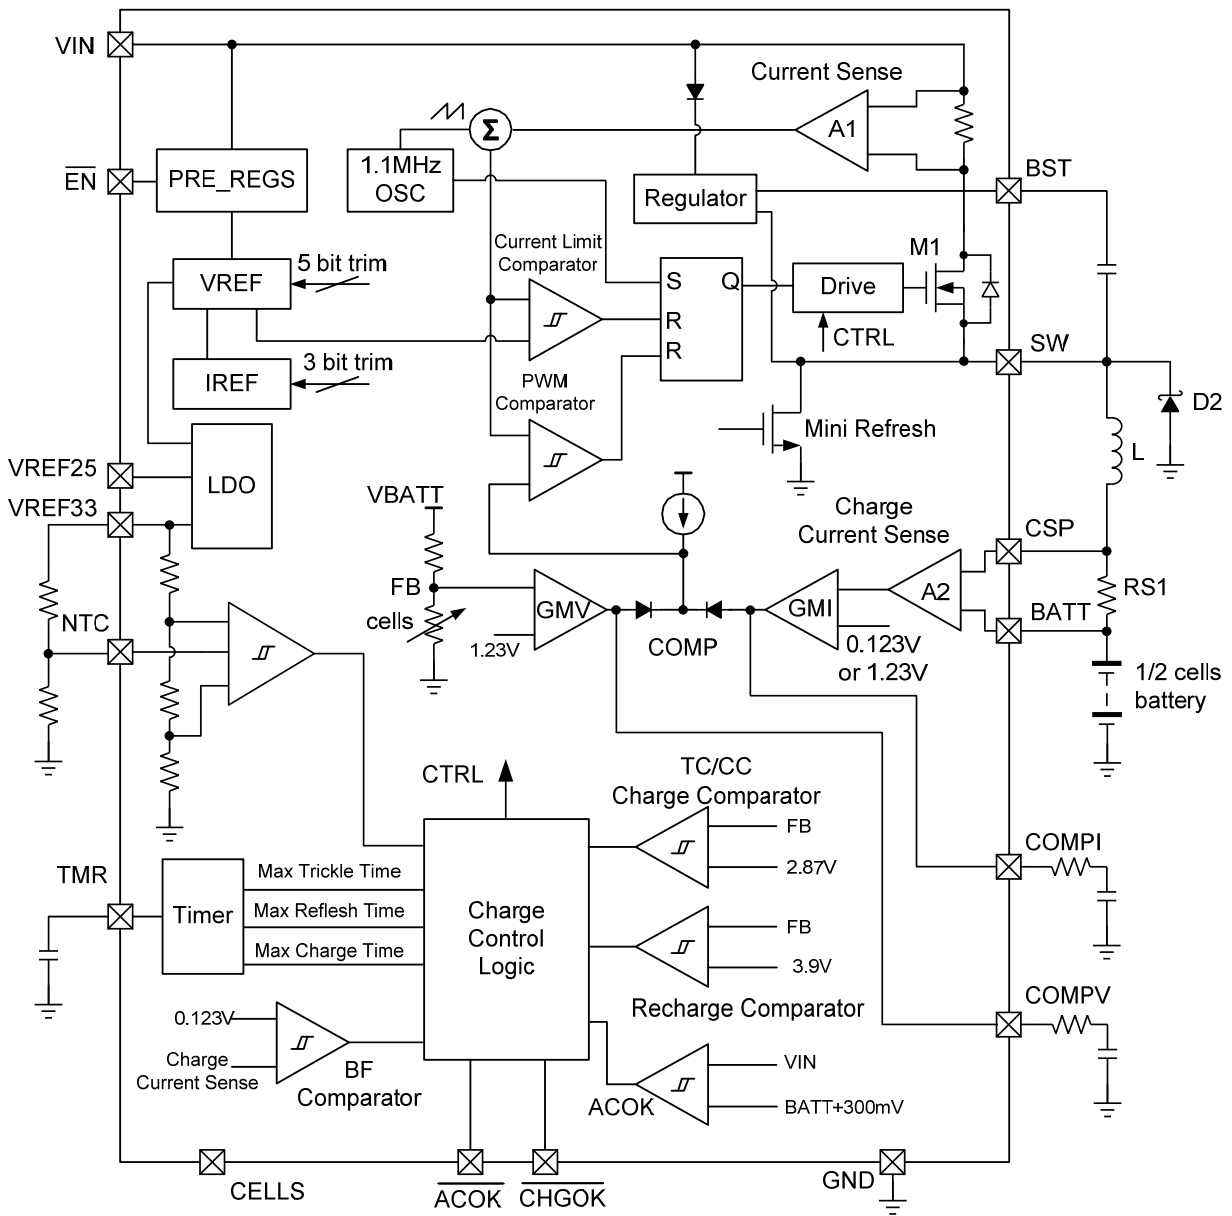 VIN
Current Sense
A1
Σ
1.1MHz
OSC
EN
PRE_REGS
Regulator
BST
Current Limit
Comparator
M1
5 bit trim
VREF
S
Q
Drive
R
R
CTRL
SW
3 bit trim
IREF
PWM
Comparator
D2
Mini Refresh
L
VREF25
LDO
VREF33
VBATT
Charge
Current Sense
CSP
FB
GMV
GMI
A2
RS1
BATT
NTC
cells
1.23V
COMP
0.123V
or 1.23V
1/2 cells
battery
CTRL
TC/CC
Charge Comparator
FB
2.87V
COMPI
TMR
Timer
Max Trickle Time
Max Reflesh Time
Max Charge Time
Charge
Control
Logic
FB
3.9V
Recharge Comparator
COMPV
0.123V
Charge
Current Sense
BF
Comparator
VIN
ACOK
BATT+300mV
CELLS
ACOK
CHGOK
GND